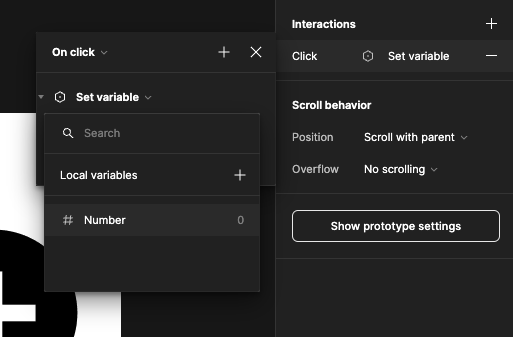 On click
Set variable
Search
Local variables
Number 0
Interactions
Click Set variable
Scroll behavior
Position Scroll with parent
Overflow No scrolling
Show prototype settings